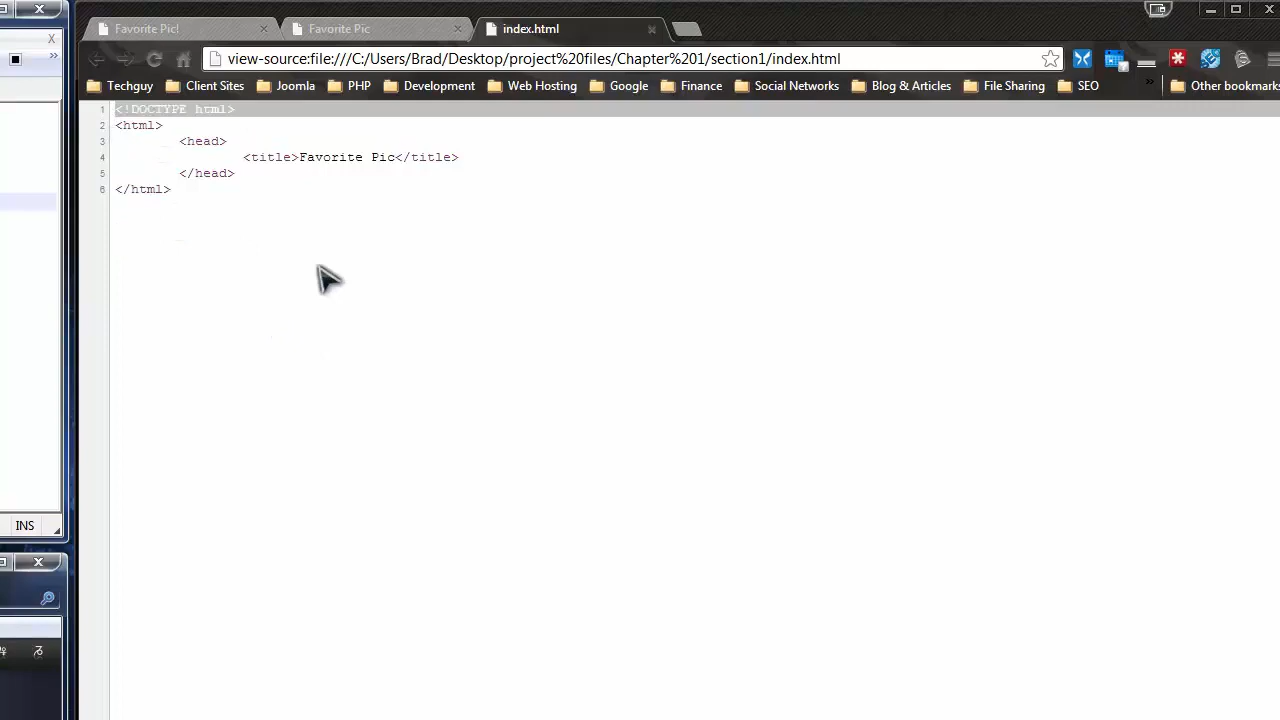 Favorite Pic!
Favorite Pic
index.html
view-source:file:///C:/Users/Brad/Desktop/project%20files/Chapter%201/section1/index.html
Techguy
Client Sites
Joomla
PHP
Development
Web Hosting
Google
Finance
Social Networks
Blog & Articles
File Sharing
SEO
Other bookmarks
1 <!DOCTYPE html>
2 <html>
3 <head>
4 <title>Favorite Pic</title>
5 </head>
6 </html>
INS